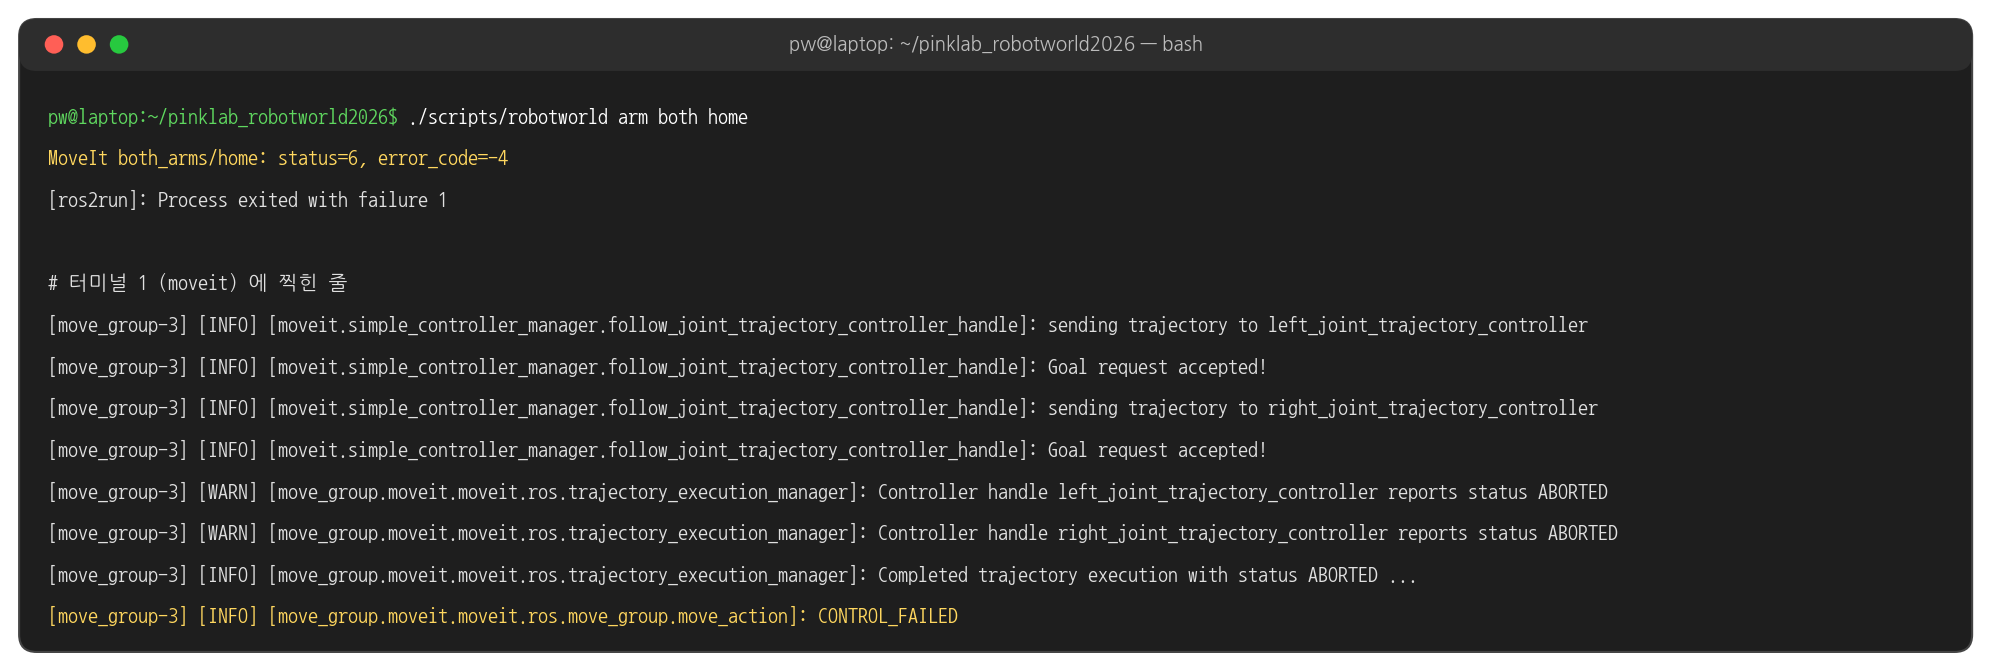 pw@laptop: ~/pinklab_robotworld2026 — bash
pw@laptop:~/pinklab_robotworld2026$ ./scripts/robotworld arm both home
MoveIt both_arms/home: status=6, error_code=-4
[ros2run]: Process exited with failure 1
# 터미널 1 (moveit) 에 찍힌 줄
[move_group-3] [INFO] [moveit.simple_controller_manager.follow_joint_trajectory_controller_handle]: sending trajectory to left_joint_trajectory_controller
[move_group-3] [INFO] [moveit.simple_controller_manager.follow_joint_trajectory_controller_handle]: Goal request accepted!
[move_group-3] [INFO] [moveit.simple_controller_manager.follow_joint_trajectory_controller_handle]: sending trajectory to right_joint_trajectory_controller
[move_group-3] [INFO] [moveit.simple_controller_manager.follow_joint_trajectory_controller_handle]: Goal request accepted!
[move_group-3] [WARN] [move_group.moveit.moveit.ros.trajectory_execution_manager]: Controller handle left_joint_trajectory_controller reports status ABORTED
[move_group-3] [WARN] [move_group.moveit.moveit.ros.trajectory_execution_manager]: Controller handle right_joint_trajectory_controller reports status ABORTED
[move_group-3] [INFO] [move_group.moveit.moveit.ros.trajectory_execution_manager]: Completed trajectory execution with status ABORTED ...
[move_group-3] [INFO] [move_group.moveit.moveit.ros.move_group.move_action]: CONTROL_FAILED